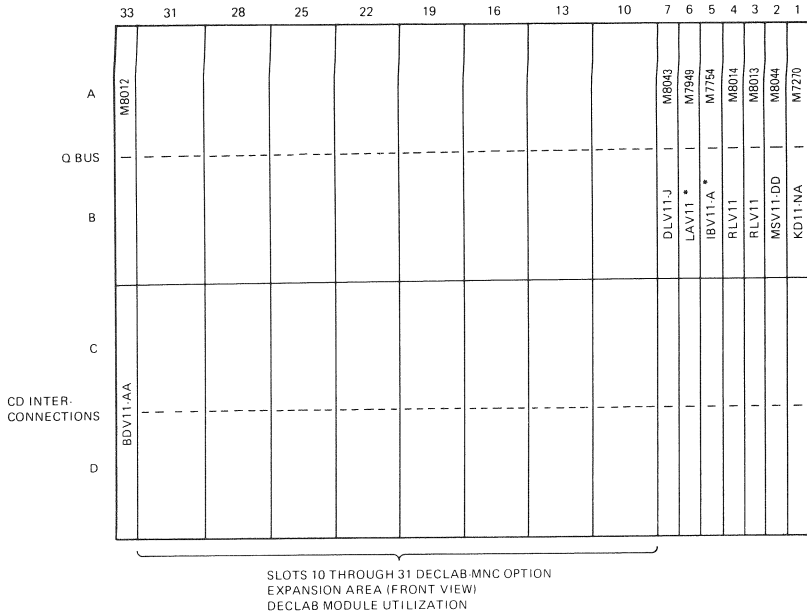 33 31 28 25 22 19 16 13 10 7 6 5 4 3 2 1
A M8012 M8043 M7949 M7754 M8014 M8013 M8044 M7270
Q BUS
B DLV11-J LAV11 * IBV11-A * RLV11 RLV11 MSV11-DD KD11-NA
C
CD INTER-
CONNECTIONS
BDV11-AA
D
SLOTS 10 THROUGH 31 DECLAB-MNC OPTION
EXPANSION AREA (FRONT VIEW)
DECLAB MODULE UTILIZATION